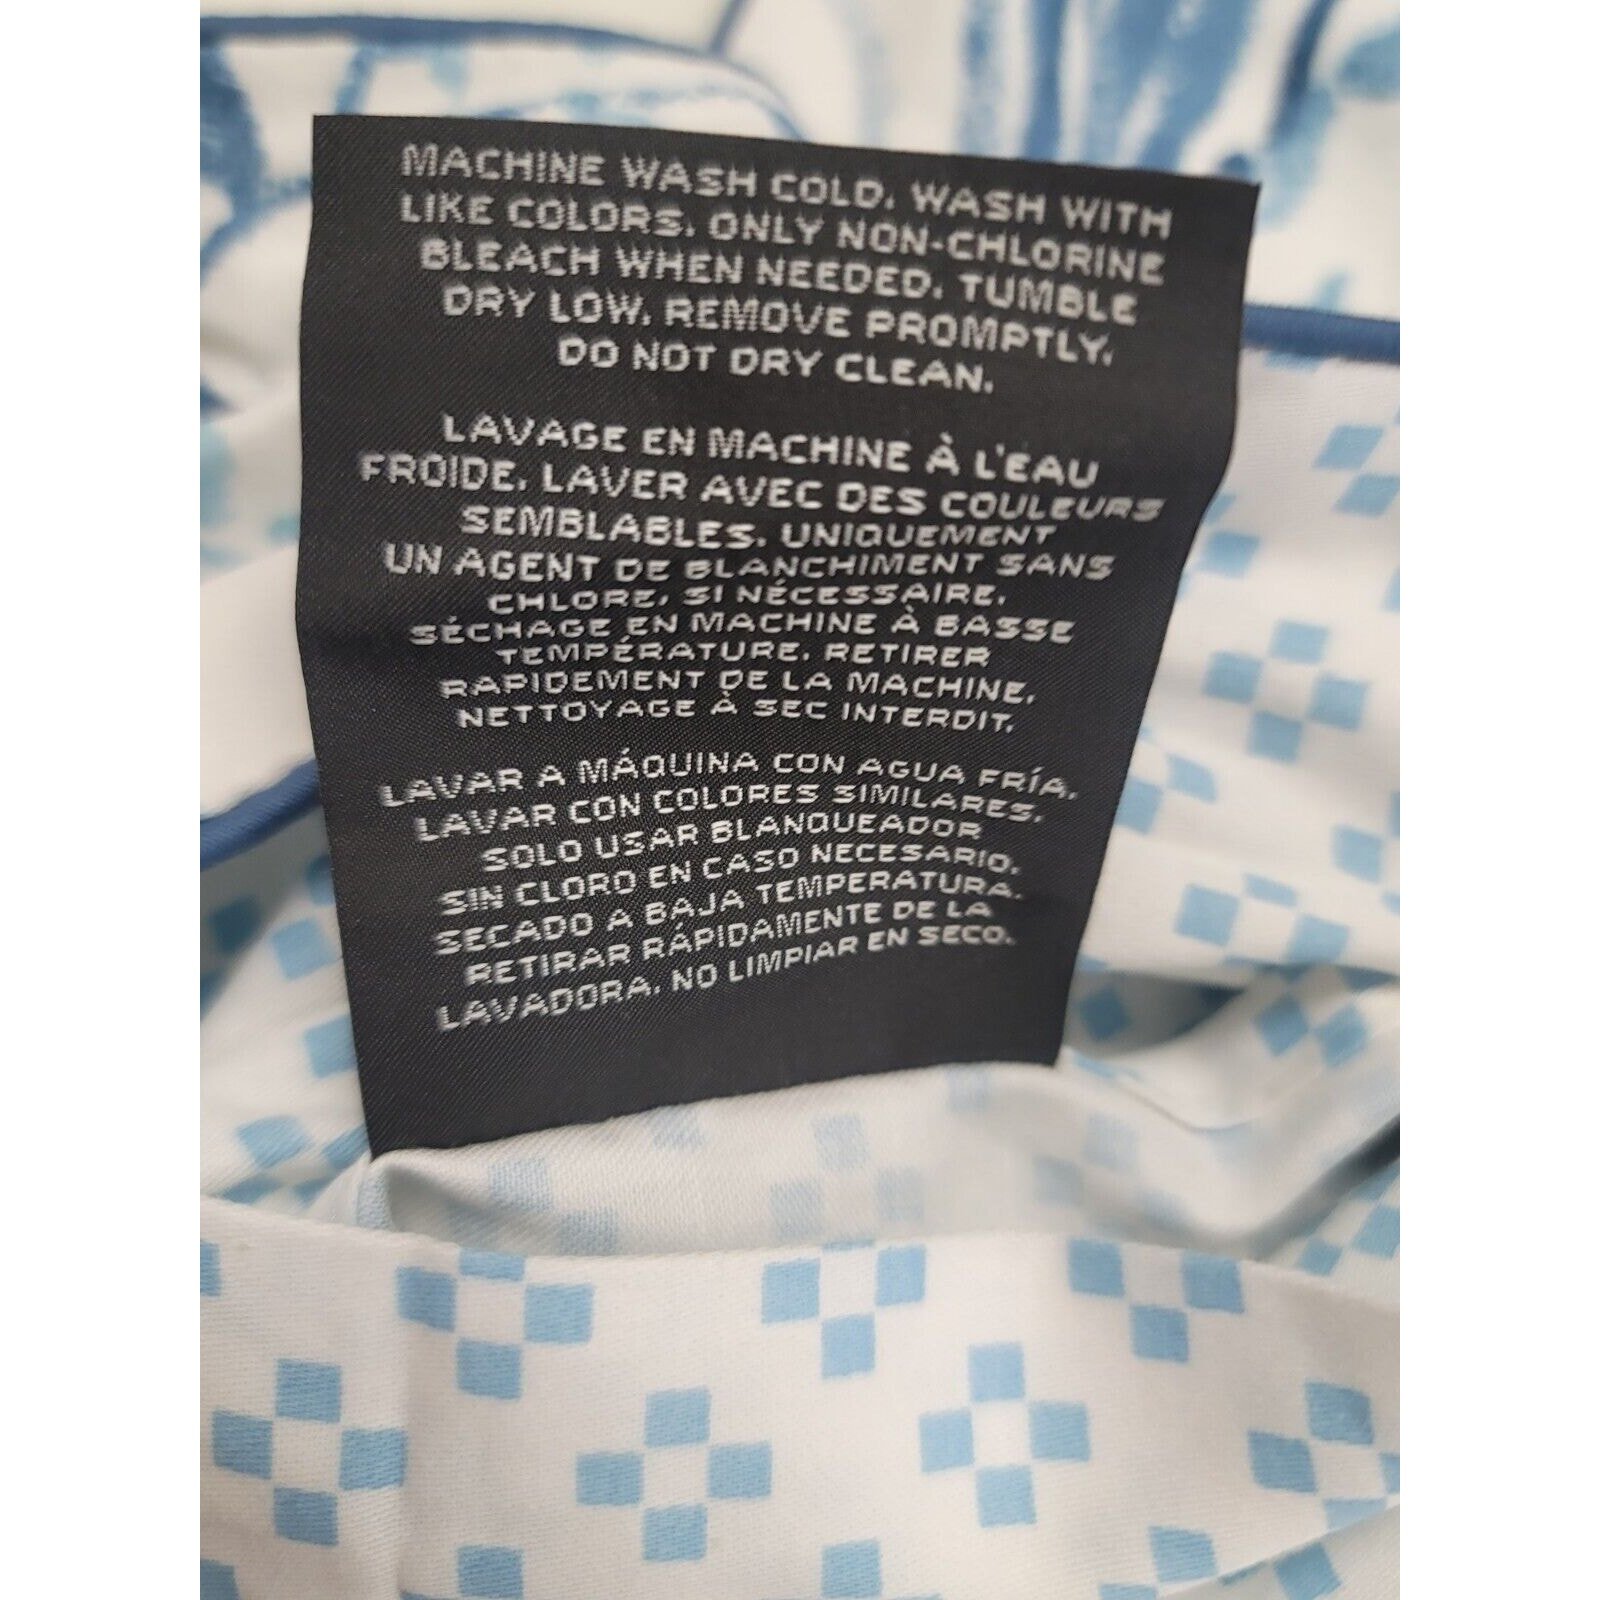 MACHINE WASH COLD. WASH WITH
LIKE COLORS. ONLY NON-CHLORINE
BLEACH WHEN NEEDED. TUMBLE
DRY LOW. REMOVE PROMPTLY.
DO NOT DRY CLEAN.
LAVAGE EN MACHINE À L'EAU
FROIDE. LAVER AVEC DES COULEURS
SEMBLABLES. UNIQUEMENT
UN AGENT DE BLANCHIMENT SANS
CHLORE, SI NÉCESSAIRE.
SÉCHAGE EN MACHINE À BASSE
TEMPÉRATURE. RETIRER
RAPIDEMENT DE LA MACHINE.
NETTOYAGE À SEC INTERDIT.
LAVAR A MÁQUINA CON AGUA FRÍA.
LAVAR CON COLORES SIMILARES.
SOLO USAR BLANQUEADOR
SIN CLORO EN CASO NECESARIO.
SECADO A BAJA TEMPERATURA.
RETIRAR RÁPIDAMENTE DE LA
LAVADORA. NO LIMPIAR EN SECO.